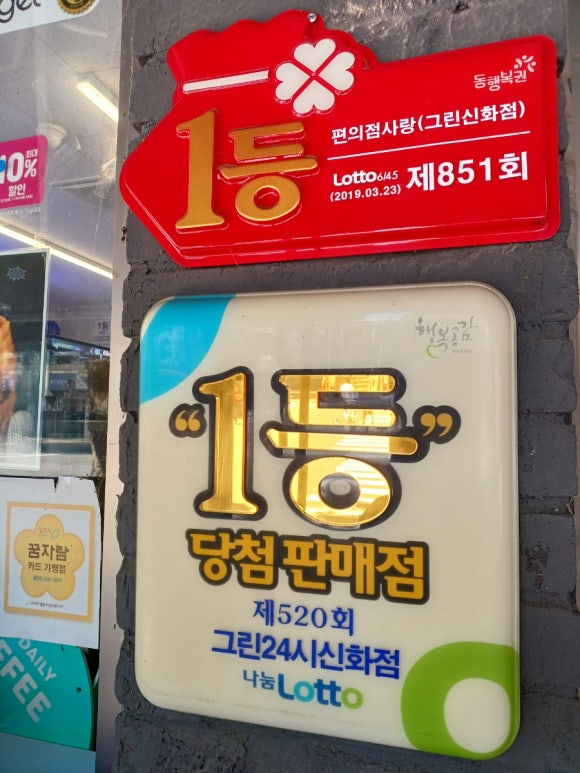 동행복권
1등
편의점사랑(그린신화점)
Lotto6/45
(2019.03.23)
제851회
최대
10%
할인
행복공감
"1등"
당첨 판매점
제520회
그린24시신화점
나눔Lotto
꿈자람
카드 가맹점
DAILY
COFFEE